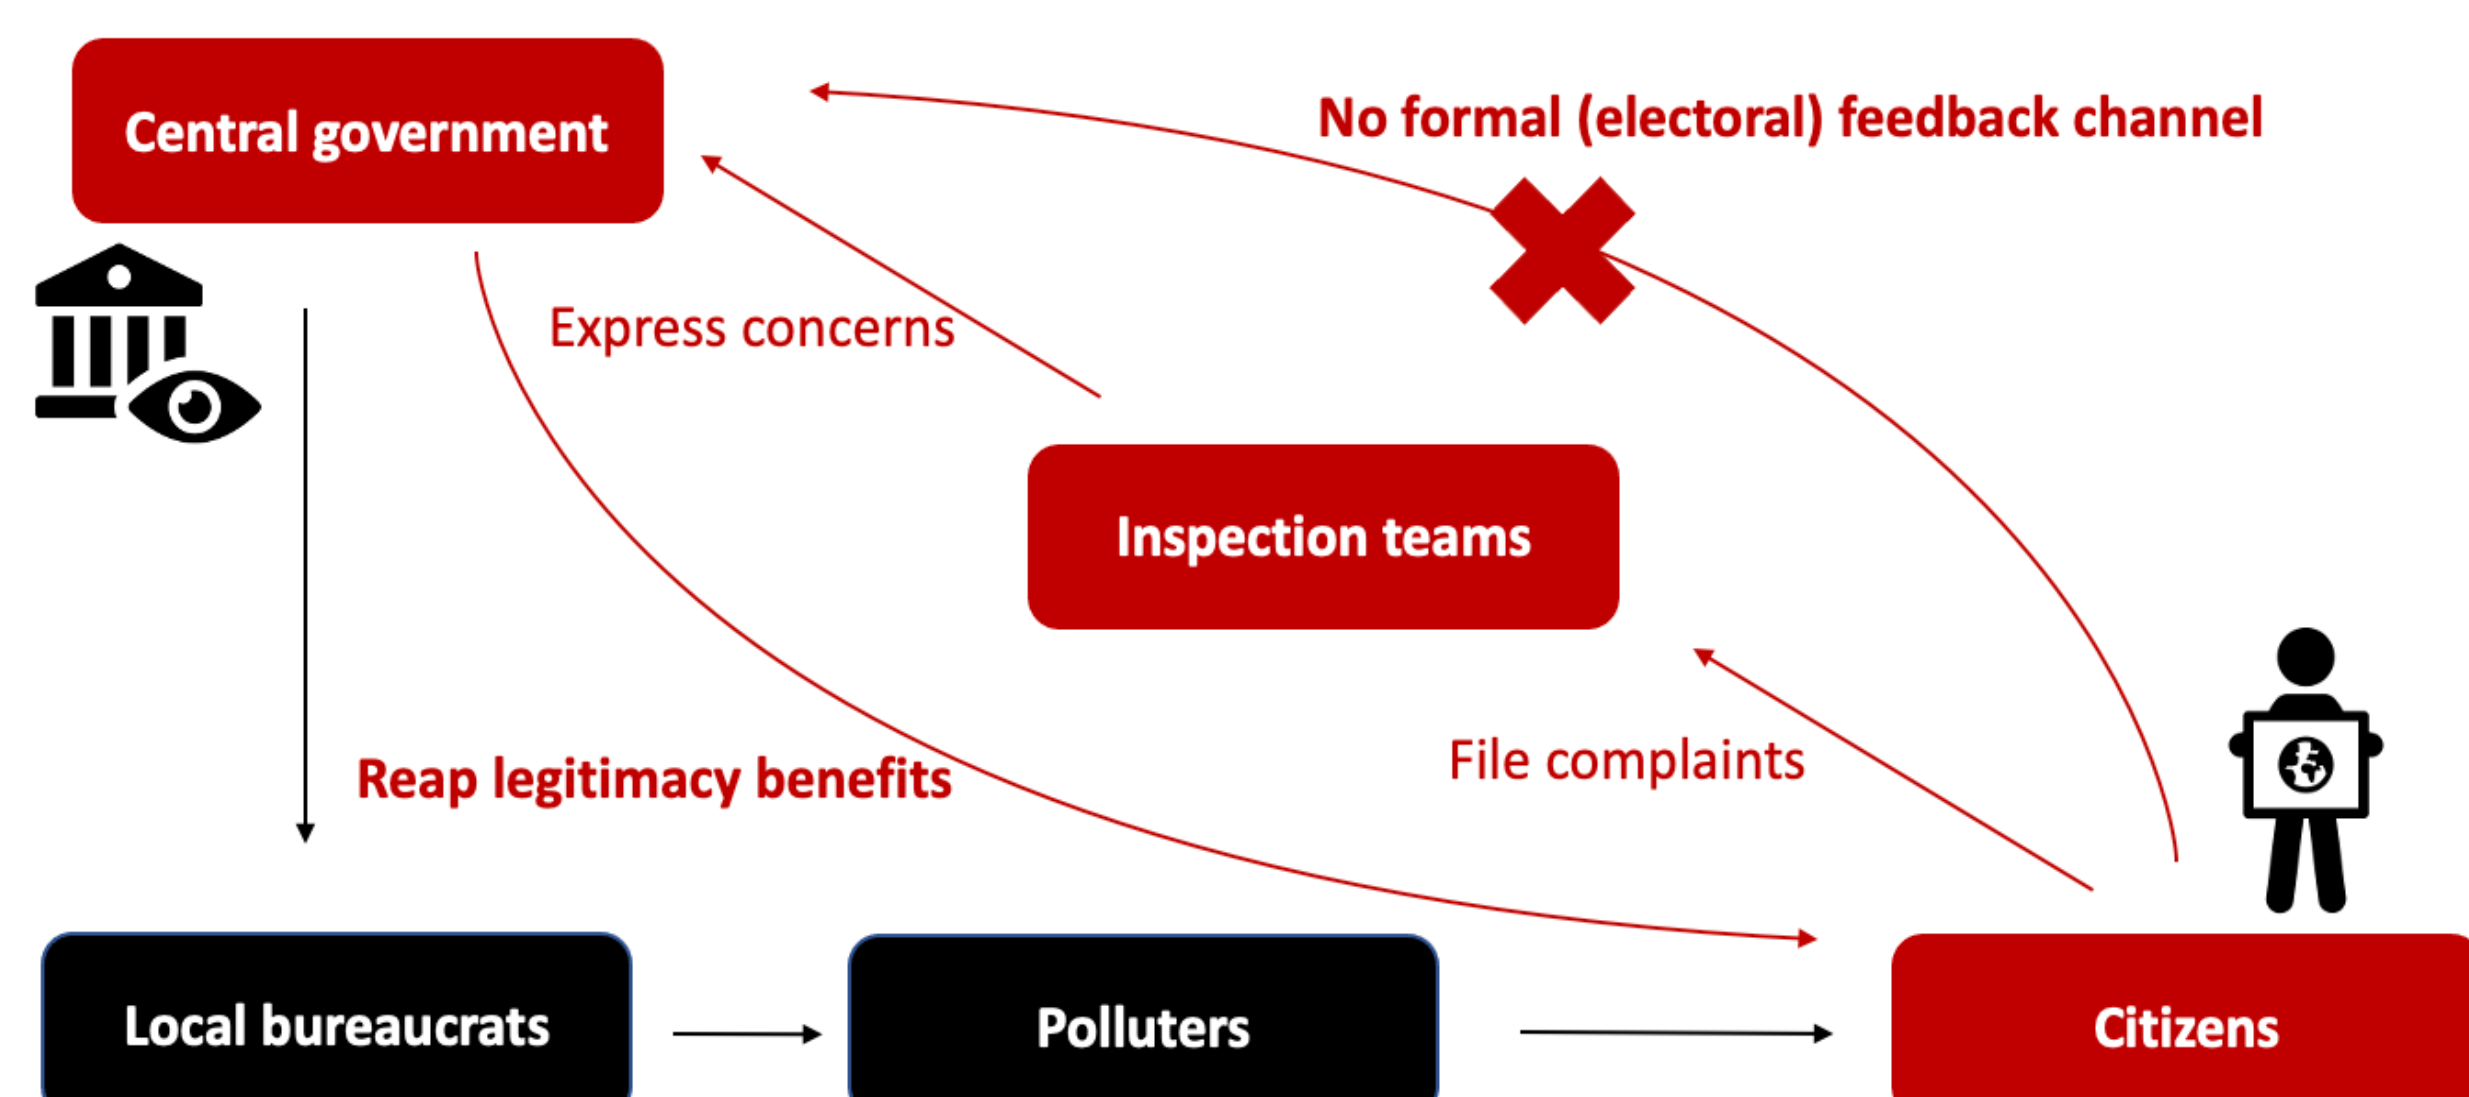 Central government
No formal (electoral) feedback channel
Express concerns
Inspection teams
Reap legitimacy benefits
File complaints
Local bureaucrats
Polluters
Citizens